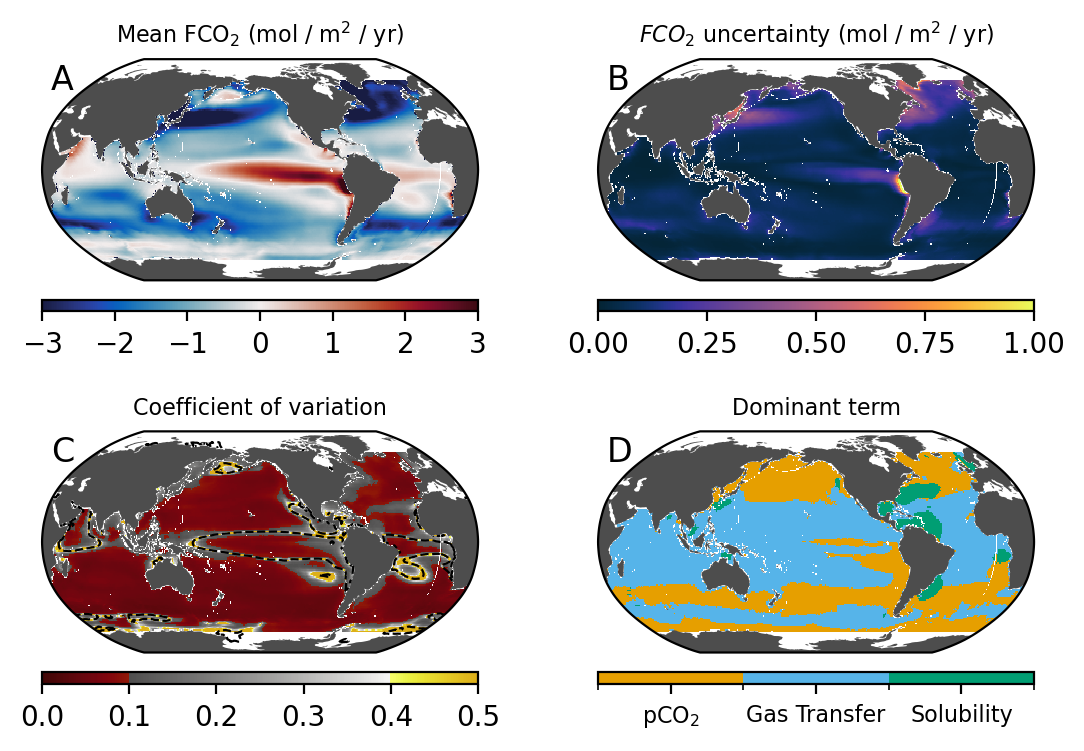 Mean FCO₂ (mol / m² / yr)
FCO₂ uncertainty (mol / m² / yr)
A
B
−3 −2 −1 0 1 2 3
0.00 0.25 0.50 0.75 1.00
Coefficient of variation
Dominant term
C
D
0.0 0.1 0.2 0.3 0.4 0.5
pCO₂ Gas Transfer Solubility